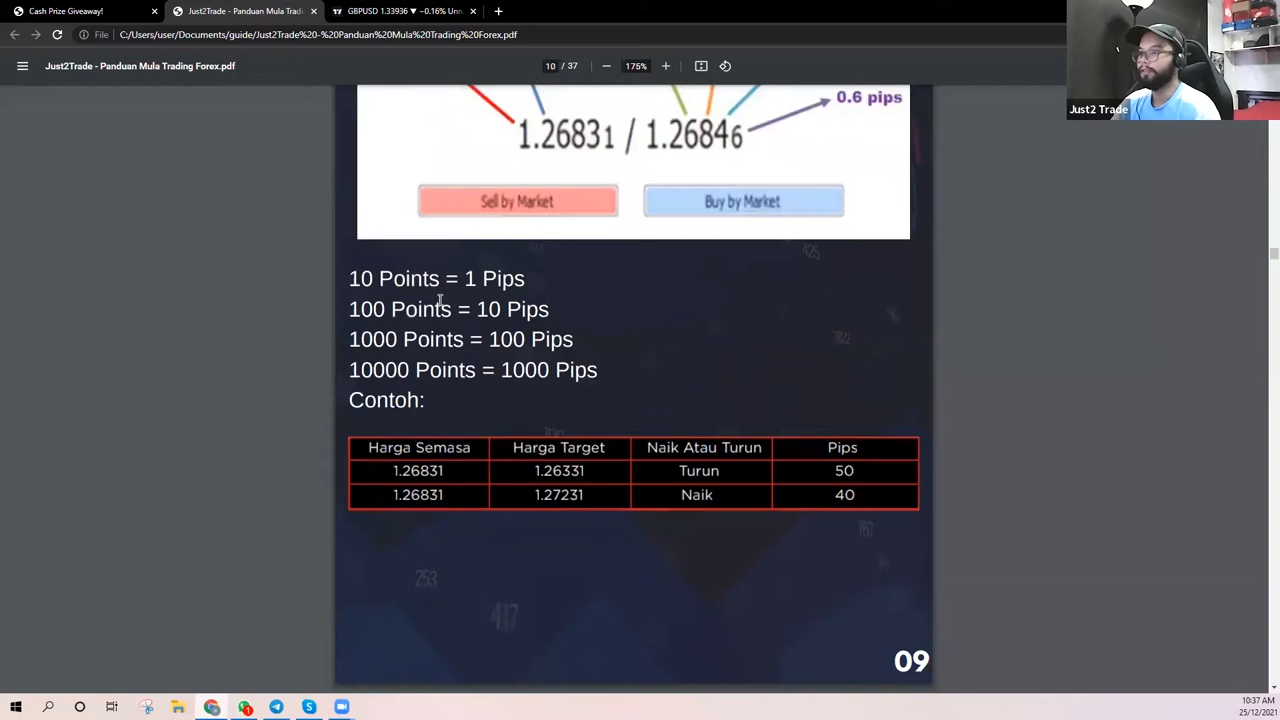 Cash Prize Giveaway!
Just2Trade - Panduan Mula Tradi
GBPUSD 1.33936 ▼ −0.16% Unn
File
C:/Users/user/Documents/guide/Just2Trade%20-%20Panduan%20Mula%20Trading%20Forex.pdf
Just2Trade - Panduan Mula Trading Forex.pdf
10 / 37
175%
Just2 Trade
0.6 pips
1.26831 / 1.26846
Sell by Market
Buy by Market
425
10 Points = 1 Pips
100 Points = 10 Pips
1000 Points = 100 Pips
10000 Points = 1000 Pips
Contoh:
Harga Semasa Harga Target Naik Atau Turun Pips
1.26831 1.26331 Turun 50
1.26831 1.27231 Naik 40
253
417
09
10:37 AM
25/12/2021